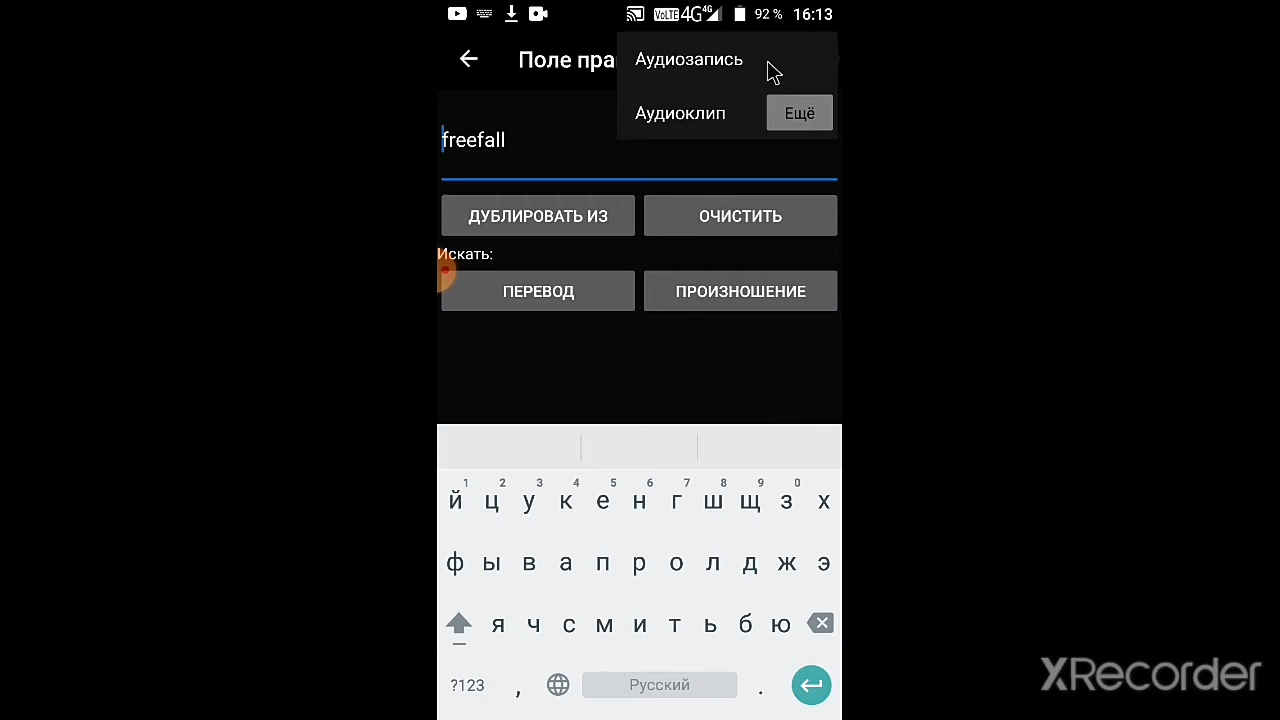 VoLTE 4G 4G 92 % 16:13
Поле пра
Аудиозапись
Аудиоклип
Ещё
freefall
ДУБЛИРОВАТЬ ИЗ
ОЧИСТИТЬ
Искать:
ПЕРЕВОД
ПРОИЗНОШЕНИЕ
1 2 3 4 5 6 7 8 9 0
й ц у к е н г ш щ з х
ф ы в а п р о л д ж э
я ч с м и т ь б ю
?123 , Русский .
XRecorder